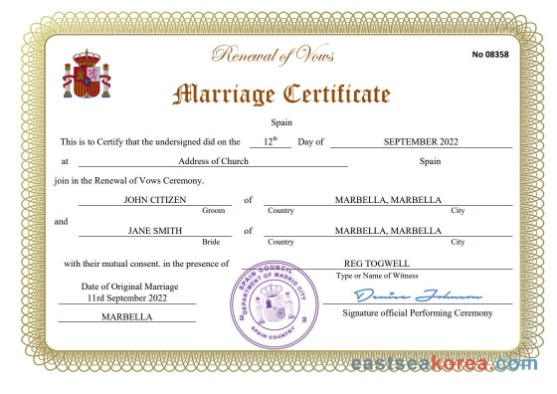 Renewal of Vows
No 08358
Marriage Certificate
Spain
This is to Certify that the undersigned did on the 12th Day of SEPTEMBER 2022
at Address of Church Spain
join in the Renewal of Vows Ceremony.
JOHN CITIZEN of MARBELLA, MARBELLA
Groom Country City
and
JANE SMITH of MARBELLA, MARBELLA
Bride Country City
with their mutual consent. in the presence of REG TOGWELL
Type or Name of Witness
Date of Original Marriage
11rd September 2022
MARBELLA
SPAIN COUNCIL
DEPARTMENT OF MADRID CITY
SPAIN COUNTRY
Denise Johnson
Signature official Performing Ceremony
eastseakorea.com